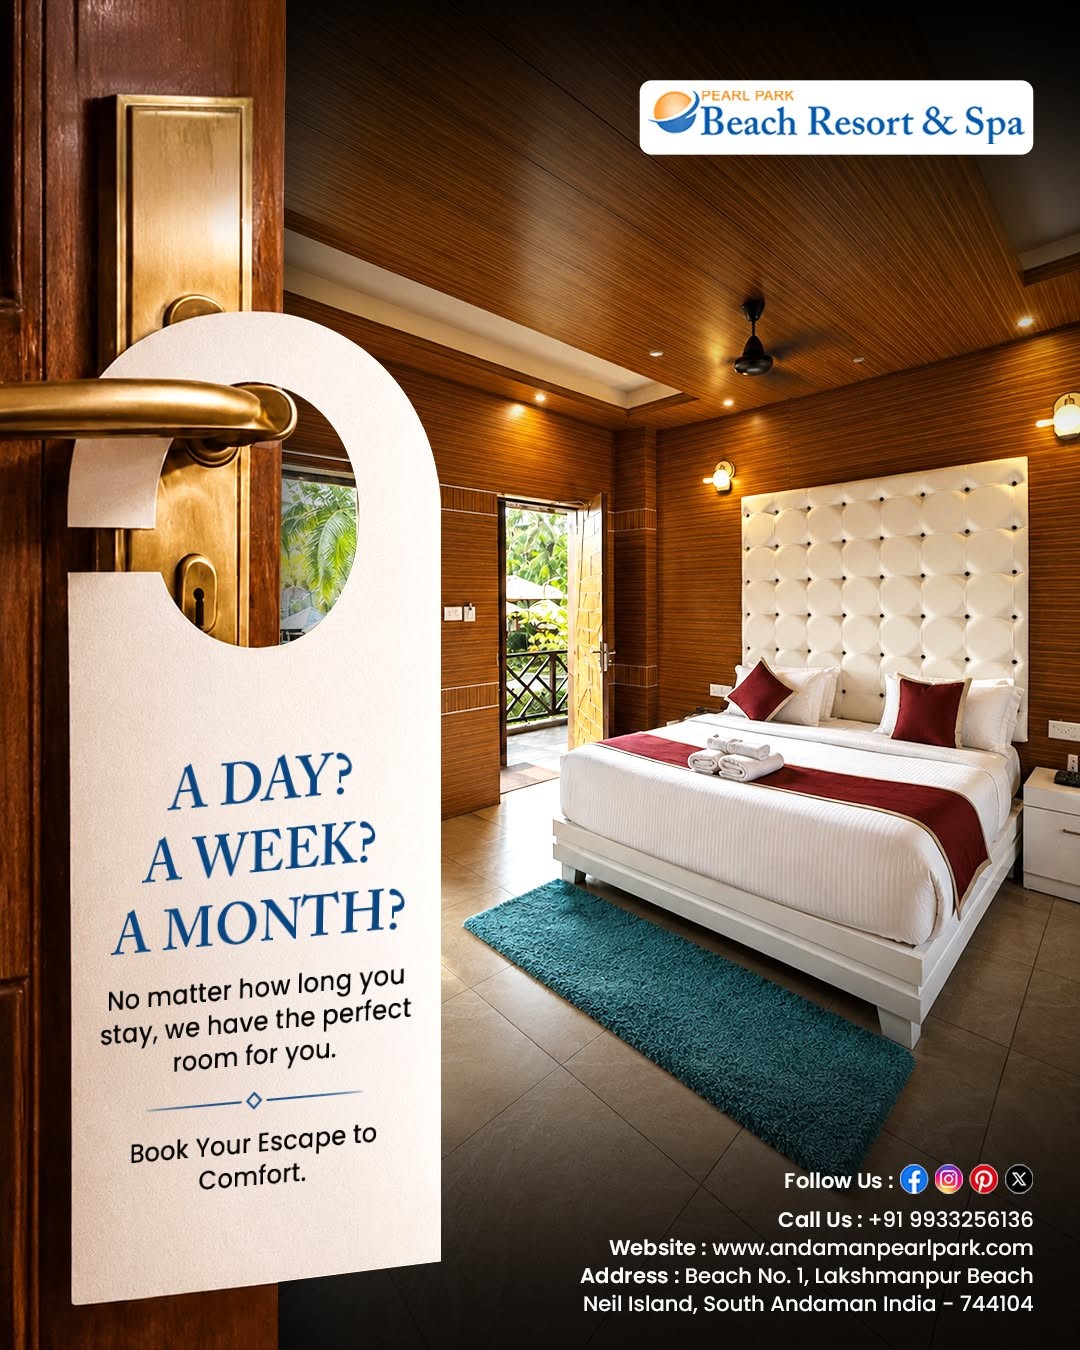 PEARL PARK
Beach Resort & Spa
A DAY?
A WEEK?
A MONTH?
No matter how long you
stay, we have the perfect
room for you.
Book Your Escape to
Comfort.
Follow Us :
Call Us : +91 9933256136
Website : www.andamanpearlpark.com
Address : Beach No. 1, Lakshmanpur Beach
Neil Island, South Andaman India - 744104